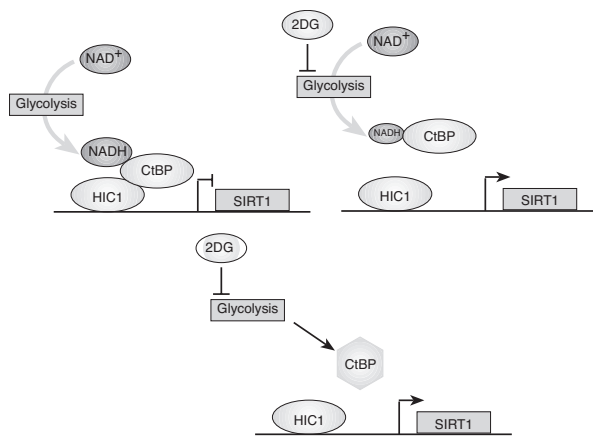 NAD+
Glycolysis
NADH
CtBP
HIC1
SIRT1
2DG
NAD+
Glycolysis
NADH
CtBP
HIC1
SIRT1
2DG
Glycolysis
CtBP
HIC1
SIRT1